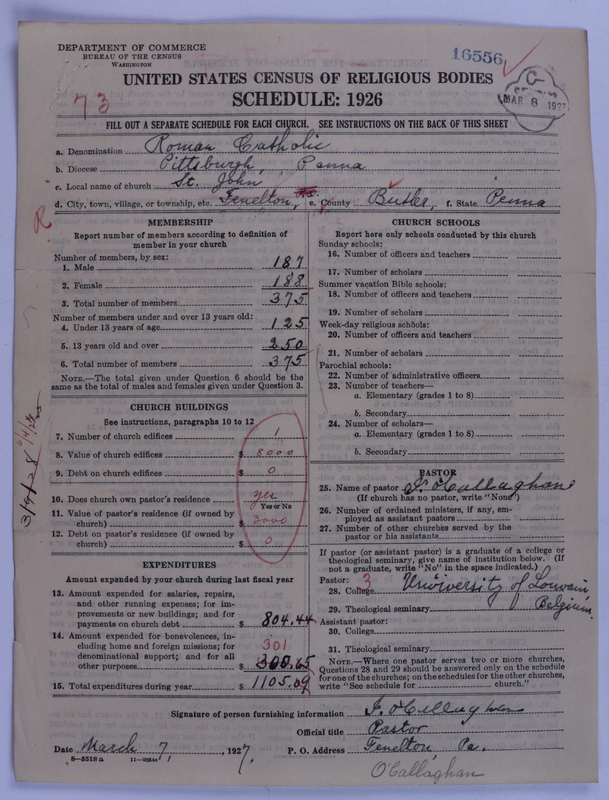 DEPARTMENT OF COMMERCE
BUREAU OF THE CENSUS
WASHINGTON
16556
UNITED STATES CENSUS OF RELIGIOUS BODIES
SCHEDULE: 1926
73
MAR 8 1927
FILL OUT A SEPARATE SCHEDULE FOR EACH CHURCH. SEE INSTRUCTIONS ON THE BACK OF THIS SHEET
a. Denomination Roman Catholic
b. Diocese Pittsburgh, Penna
c. Local name of church St. John
d. City, town, village, or township, etc. Fenelton, e. County Butler, f. State Penna
R
MEMBERSHIP
Report number of members according to definition of
member in your church
Number of members, by sex:
1. Male 187
2. Female 188
3. Total number of members 375
Number of members under and over 13 years old:
4. Under 13 years of age 125
5. 13 years old and over 250
6. Total number of members 375
NOTE.—The total given under Question 6 should be
the same as the total of males and females given under Question 3.
CHURCH BUILDINGS
See instructions, paragraphs 10 to 12
7. Number of church edifices 1
8. Value of church edifices $ 8000
9. Debt on church edifices $ 0
10. Does church own pastor's residence yes
Yes or No
11. Value of pastor's residence (if owned by
church) $ 3000
12. Debt on pastor's residence (if owned by
church) $ 0
EXPENDITURES
Amount expended by your church during last fiscal year
13. Amount expended for salaries, repairs,
and other running expenses; for im-
provements or new buildings; and for
payments on church debt $ 804.44
14. Amount expended for benevolences, in-
cluding home and foreign missions; for
denominational support; and for all
other purposes $ 300.65
301
15. Total expenditures during year $ 1105.09
CHURCH SCHOOLS
Report here only schools conducted by this church
Sunday schools:
16. Number of officers and teachers
17. Number of scholars
Summer vacation Bible schools:
18. Number of officers and teachers
19. Number of scholars
Week-day religious schools:
20. Number of officers and teachers
21. Number of scholars
Parochial schools:
22. Number of administrative officers
23. Number of teachers—
a. Elementary (grades 1 to 8)
b. Secondary
24. Number of scholars—
a. Elementary (grades 1 to 8)
b. Secondary
PASTOR
25. Name of pastor J. O'Callaghan
(If church has no pastor, write "None")
26. Number of ordained ministers, if any, em-
ployed as assistant pastors
27. Number of other churches served by the
pastor or his assistants
If pastor (or assistant pastor) is a graduate of a college or
theological seminary, give name of institution below. (If
not a graduate, write "No" in the space indicated.)
Pastor: 3
28. College Univiversity of Louvain,
29. Theological seminary Belgium.
Assistant pastor:
30. College
31. Theological seminary
NOTE.—Where one pastor serves two or more churches,
Questions 28 and 29 should be answered only on the schedule
for one of the churches; on the schedules for the other churches,
write "See schedule for church."
Signature of person furnishing information J. O'Callaghan
Official title Pastor
Date March 7, 1927. P. O. Address Fenelton, Pa.
8-5518a
O'Callaghan